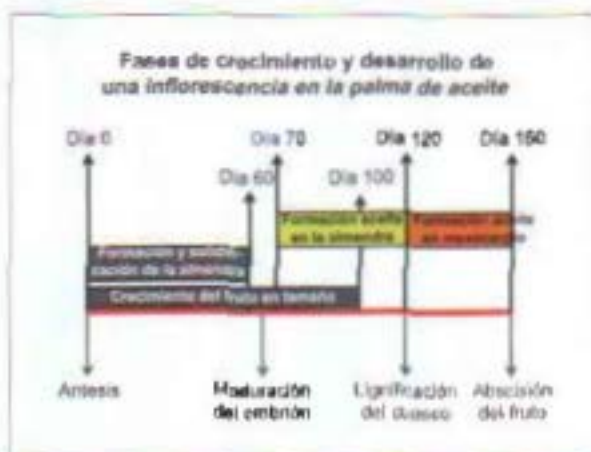 Fases de crecimiento y desarrollo de
una inflorescencia en la palma de aceite
Día 0
Día 70
Día 120
Día 160
Día 60
Día 100
Formación aceite
en la almendra
Formación aceite
en mesocarpio
Formación y
cación de la almendra
Crecimiento del fruto en tamaño
Antesis
Maduración
del embrión
Lignificación
del cuesco
Abscisión
del fruto